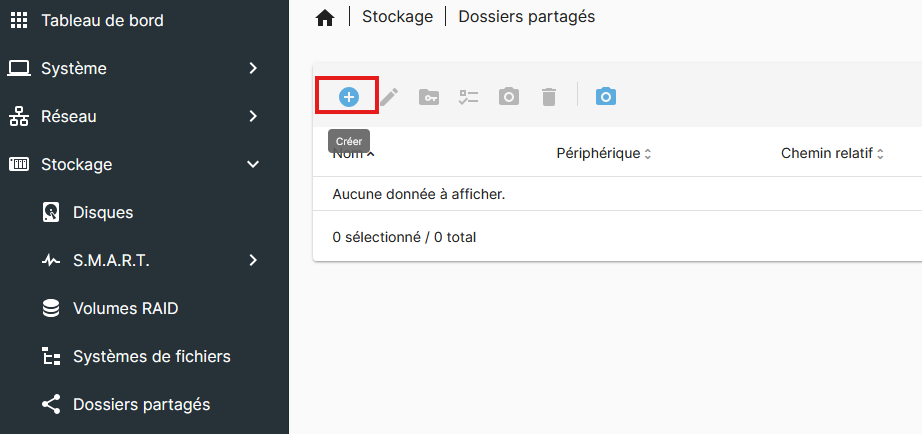 Tableau de bord
Système
Réseau
Stockage
Disques
S.M.A.R.T.
Volumes RAID
Systèmes de fichiers
Dossiers partagés
Stockage | Dossiers partagés
Créer
Nom Périphérique Chemin relatif
Aucune donnée à afficher.
0 sélectionné / 0 total